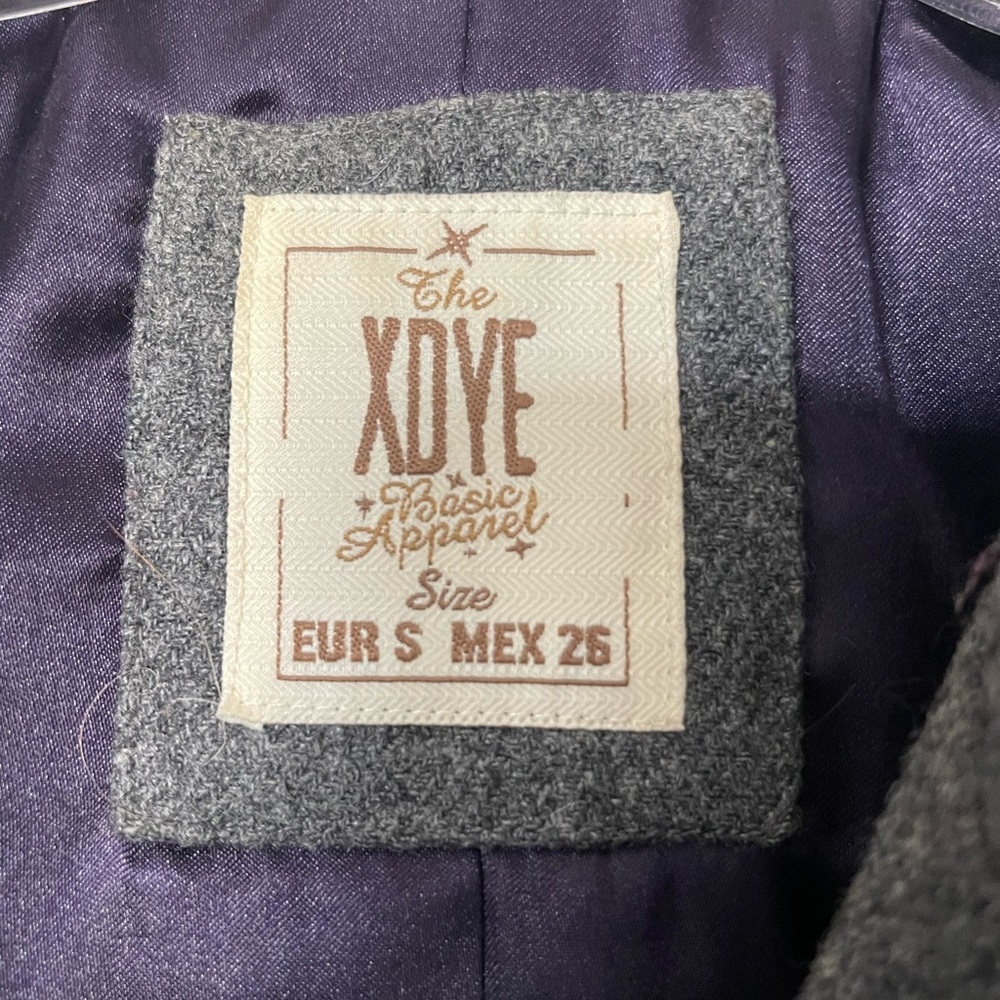 The
XDYE
Basic
Apparel
Size
EUR S MEX 26